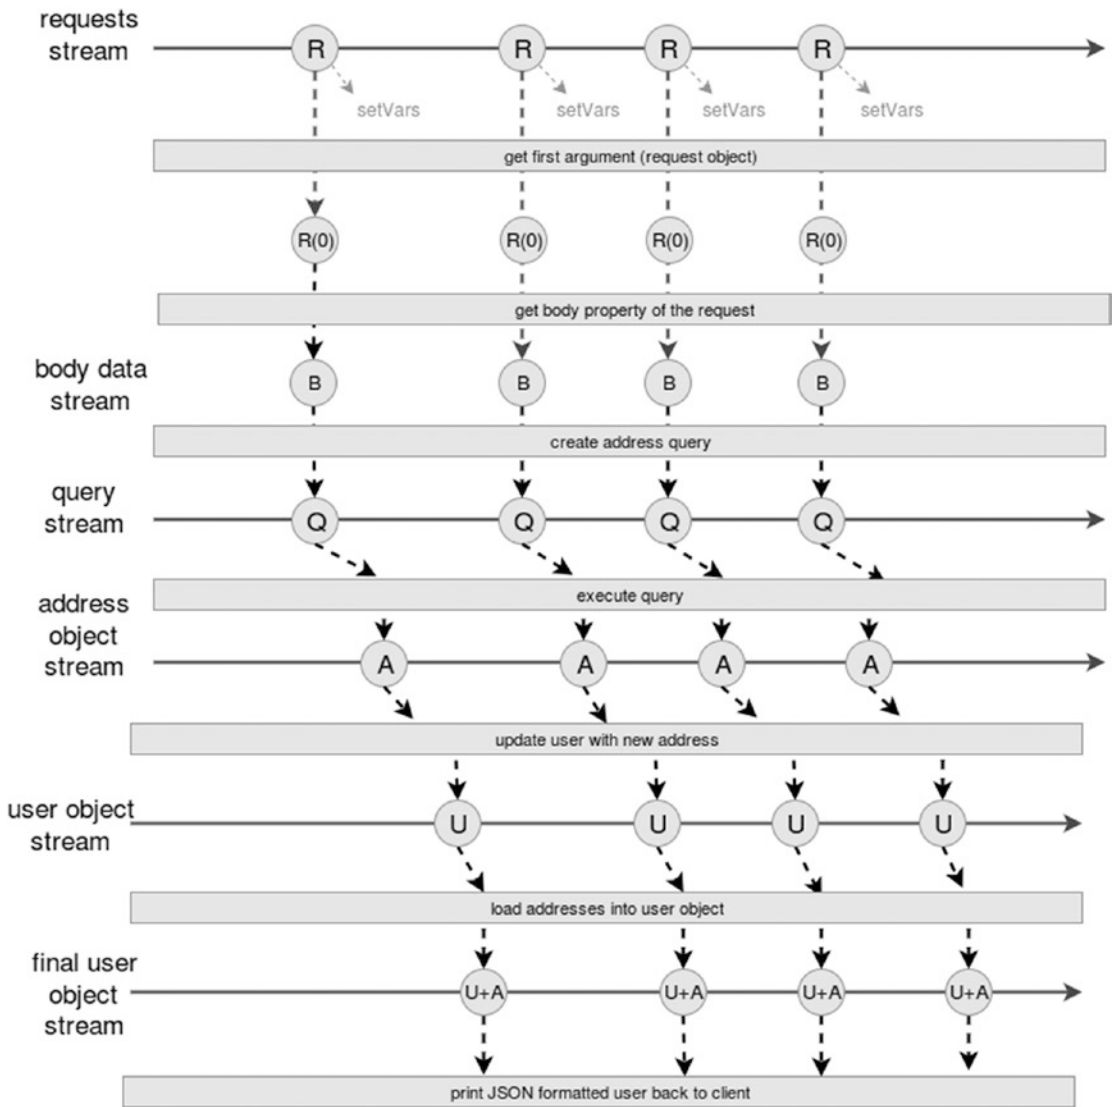 requests
stream
R R R R
setVars setVars setVars setVars
get first argument (request object)
R(0) R(0) R(0) R(0)
get body property of the request
body data
stream
B B B B
create address query
query
stream
Q Q Q Q
execute query
address
object
stream
A A A A
update user with new address
user object
stream
U U U U
load addresses into user object
final user
object
stream
U+A U+A U+A U+A
print JSON formatted user back to client